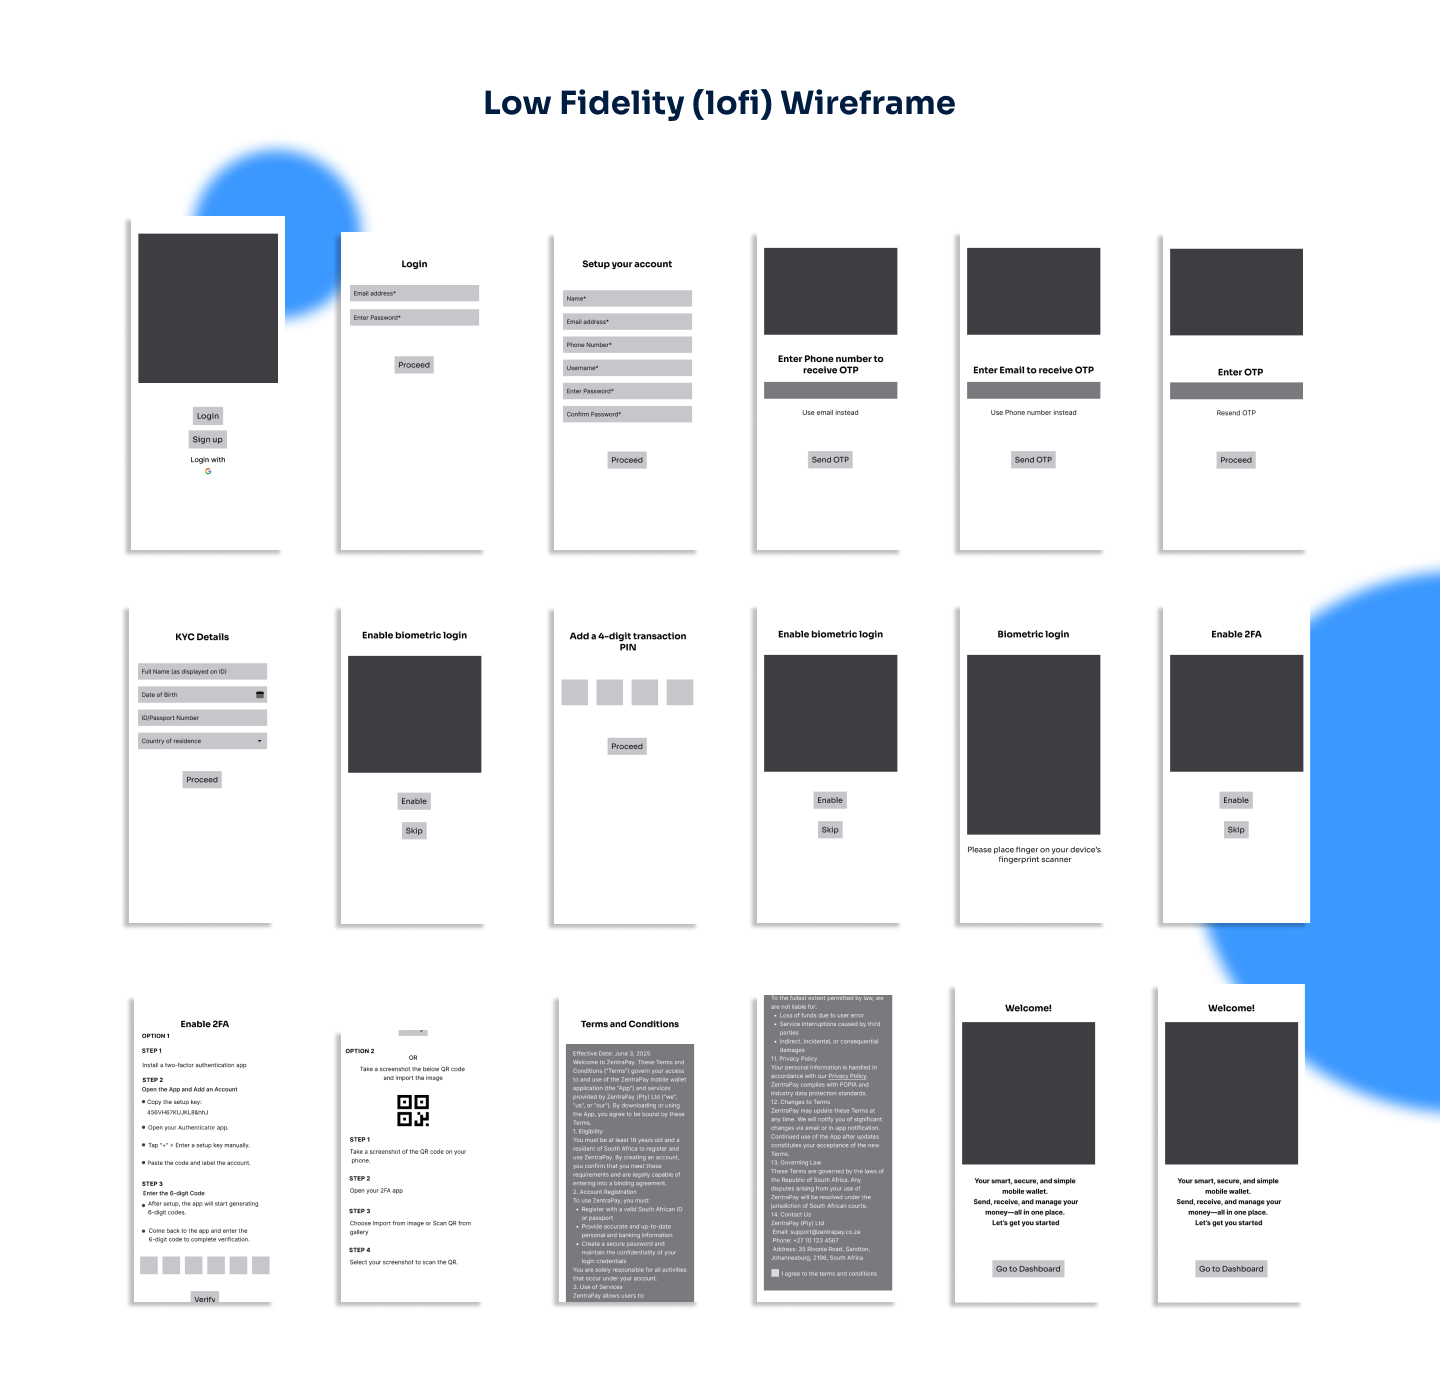 Low Fidelity (lofi) Wireframe
Login
Sign up
Login with
Login
Email address*
Enter Password*
Proceed
Setup your account
Name*
Email address*
Phone Number*
Username*
Enter Password*
Confirm Password*
Proceed
Enter Phone number to
receive OTP
Use email instead
Send OTP
Enter Email to receive OTP
Use Phone number instead
Send OTP
Enter OTP
Resend OTP
Proceed
KYC Details
Full Name (as displayed on ID)
Date of Birth
ID/Passport Number
Country of residence
Proceed
Enable biometric login
Enable
Skip
Add a 4-digit transaction
PIN
Proceed
Enable biometric login
Enable
Skip
Biometric login
Please place finger on your device's
fingerprint scanner
Enable 2FA
Enable
Skip
Enable 2FA
OPTION 1
STEP 1
Install a two-factor authentication app
STEP 2
Open the App and Add an Account
• Copy the setup key:
456VH67KUJKL8&hhJ
• Open your Authenticator app.
• Tap "+" > Enter a setup key manually.
• Paste the code and label the account.
STEP 3
Enter the 6-digit Code
• After setup, the app will start generating
6-digit codes.
• Come back to the app and enter the
6-digit code to complete verification.
Verify
OPTION 2
OR
Take a screenshot the below QR code
and import the image
STEP 1
Take a screenshot of the QR code on your
phone.
STEP 2
Open your 2FA app
STEP 3
Choose Import from image or Scan QR from
gallery
STEP 4
Select your screenshot to scan the QR.
Terms and Conditions
Effective Date: June 3, 2025
Welcome to ZentraPay. These Terms and
Conditions ("Terms") govern your access
to and use of the ZentraPay mobile wallet
application (the "App") and services
provided by ZentraPay (Pty) Ltd ("we",
"us", or "our"). By downloading or using
the App, you agree to be bound by these
Terms.
1. Eligibility
You must be at least 18 years old and a
resident of South Africa to register and
use ZentraPay. By creating an account,
you confirm that you meet these
requirements and are legally capable of
entering into a binding agreement.
2. Account Registration
To use ZentraPay, you must:
• Register with a valid South African ID
or passport
• Provide accurate and up-to-date
personal and banking information
• Create a secure password and
maintain the confidentiality of your
login credentials
You are solely responsible for all activities
that occur under your account.
3. Use of Services
ZentraPay allows users to:
To the fullest extent permitted by law, we
are not liable for:
• Loss of funds due to user error
• Service interruptions caused by third
parties
• Indirect, incidental, or consequential
damages
11. Privacy Policy
Your personal information is handled in
accordance with our Privacy Policy.
ZentraPay complies with POPIA and
industry data protection standards.
12. Changes to Terms
ZentraPay may update these Terms at
any time. We will notify you of significant
changes via email or in-app notification.
Continued use of the App after updates
constitutes your acceptance of the new
Terms.
13. Governing Law
These Terms are governed by the laws of
the Republic of South Africa. Any
disputes arising from your use of
ZentraPay will be resolved under the
jurisdiction of South African courts.
14. Contact Us
ZentraPay (Pty) Ltd
Email: support@zentrapay.co.za
Phone: +27 10 123 4567
Address: 35 Rivonia Road, Sandton,
Johannesburg, 2196, South Africa
I agree to the terms and conditions
Welcome!
Your smart, secure, and simple
mobile wallet.
Send, receive, and manage your
money—all in one place.
Let's get you started
Go to Dashboard
Welcome!
Your smart, secure, and simple
mobile wallet.
Send, receive, and manage your
money—all in one place.
Let's get you started
Go to Dashboard